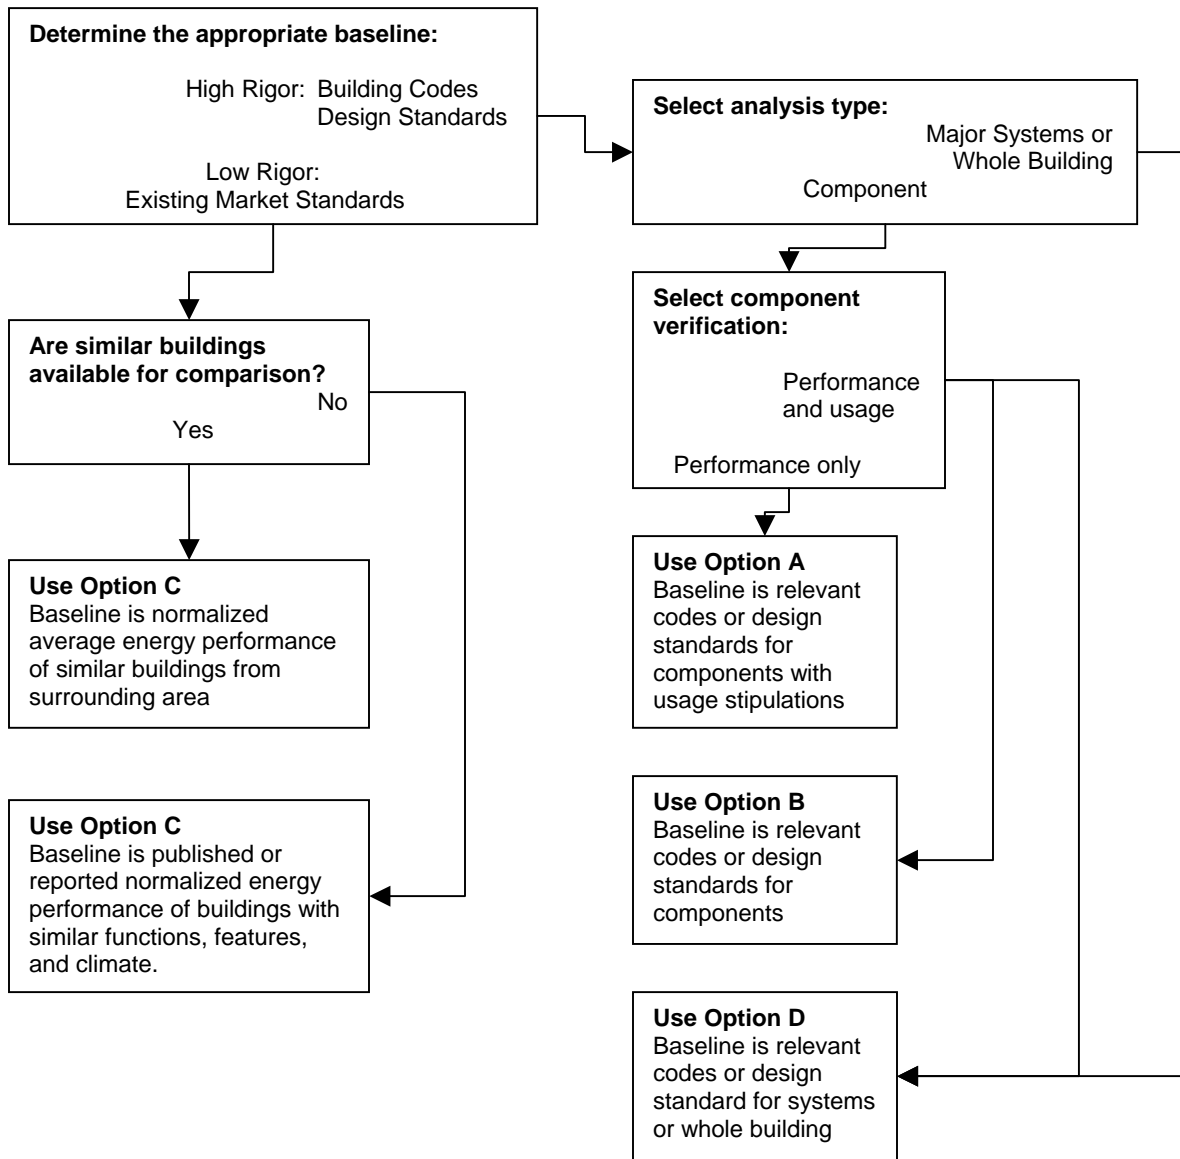 Determine the appropriate baseline:
High Rigor: Building Codes
Design Standards
Low Rigor:
Existing Market Standards
Select analysis type:
Major Systems or
Whole Building
Component
Are similar buildings
available for comparison?
No
Yes
Select component
verification:
Performance
and usage
Performance only
Use Option C
Baseline is normalized
average energy performance
of similar buildings from
surrounding area
Use Option A
Baseline is relevant
codes or design
standards for
components with
usage stipulations
Use Option C
Baseline is published or
reported normalized energy
performance of buildings with
similar functions, features,
and climate.
Use Option B
Baseline is relevant
codes or design
standards for
components
Use Option D
Baseline is relevant
codes or design
standard for systems
or whole building